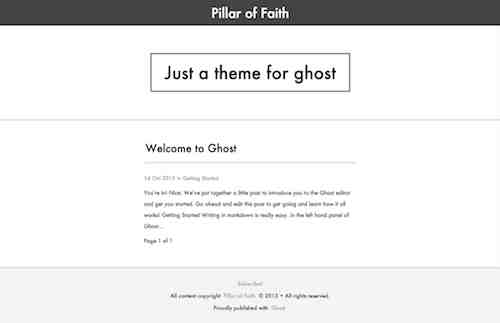 Pillar of Faith
Just a theme for ghost
Welcome to Ghost
14 Oct 2013 in Getting Started
You're in! Nice. We've put together a little post to introduce you to the Ghost editor
and get you started. Go ahead and edit this post to get going and learn how it all
works! Getting Started Writing in markdown is really easy. In the left hand panel of
Ghost...
Page 1 of 1
Subscribe!
All content copyright Pillar of Faith © 2013 • All rights reserved.
Proudly published with Ghost